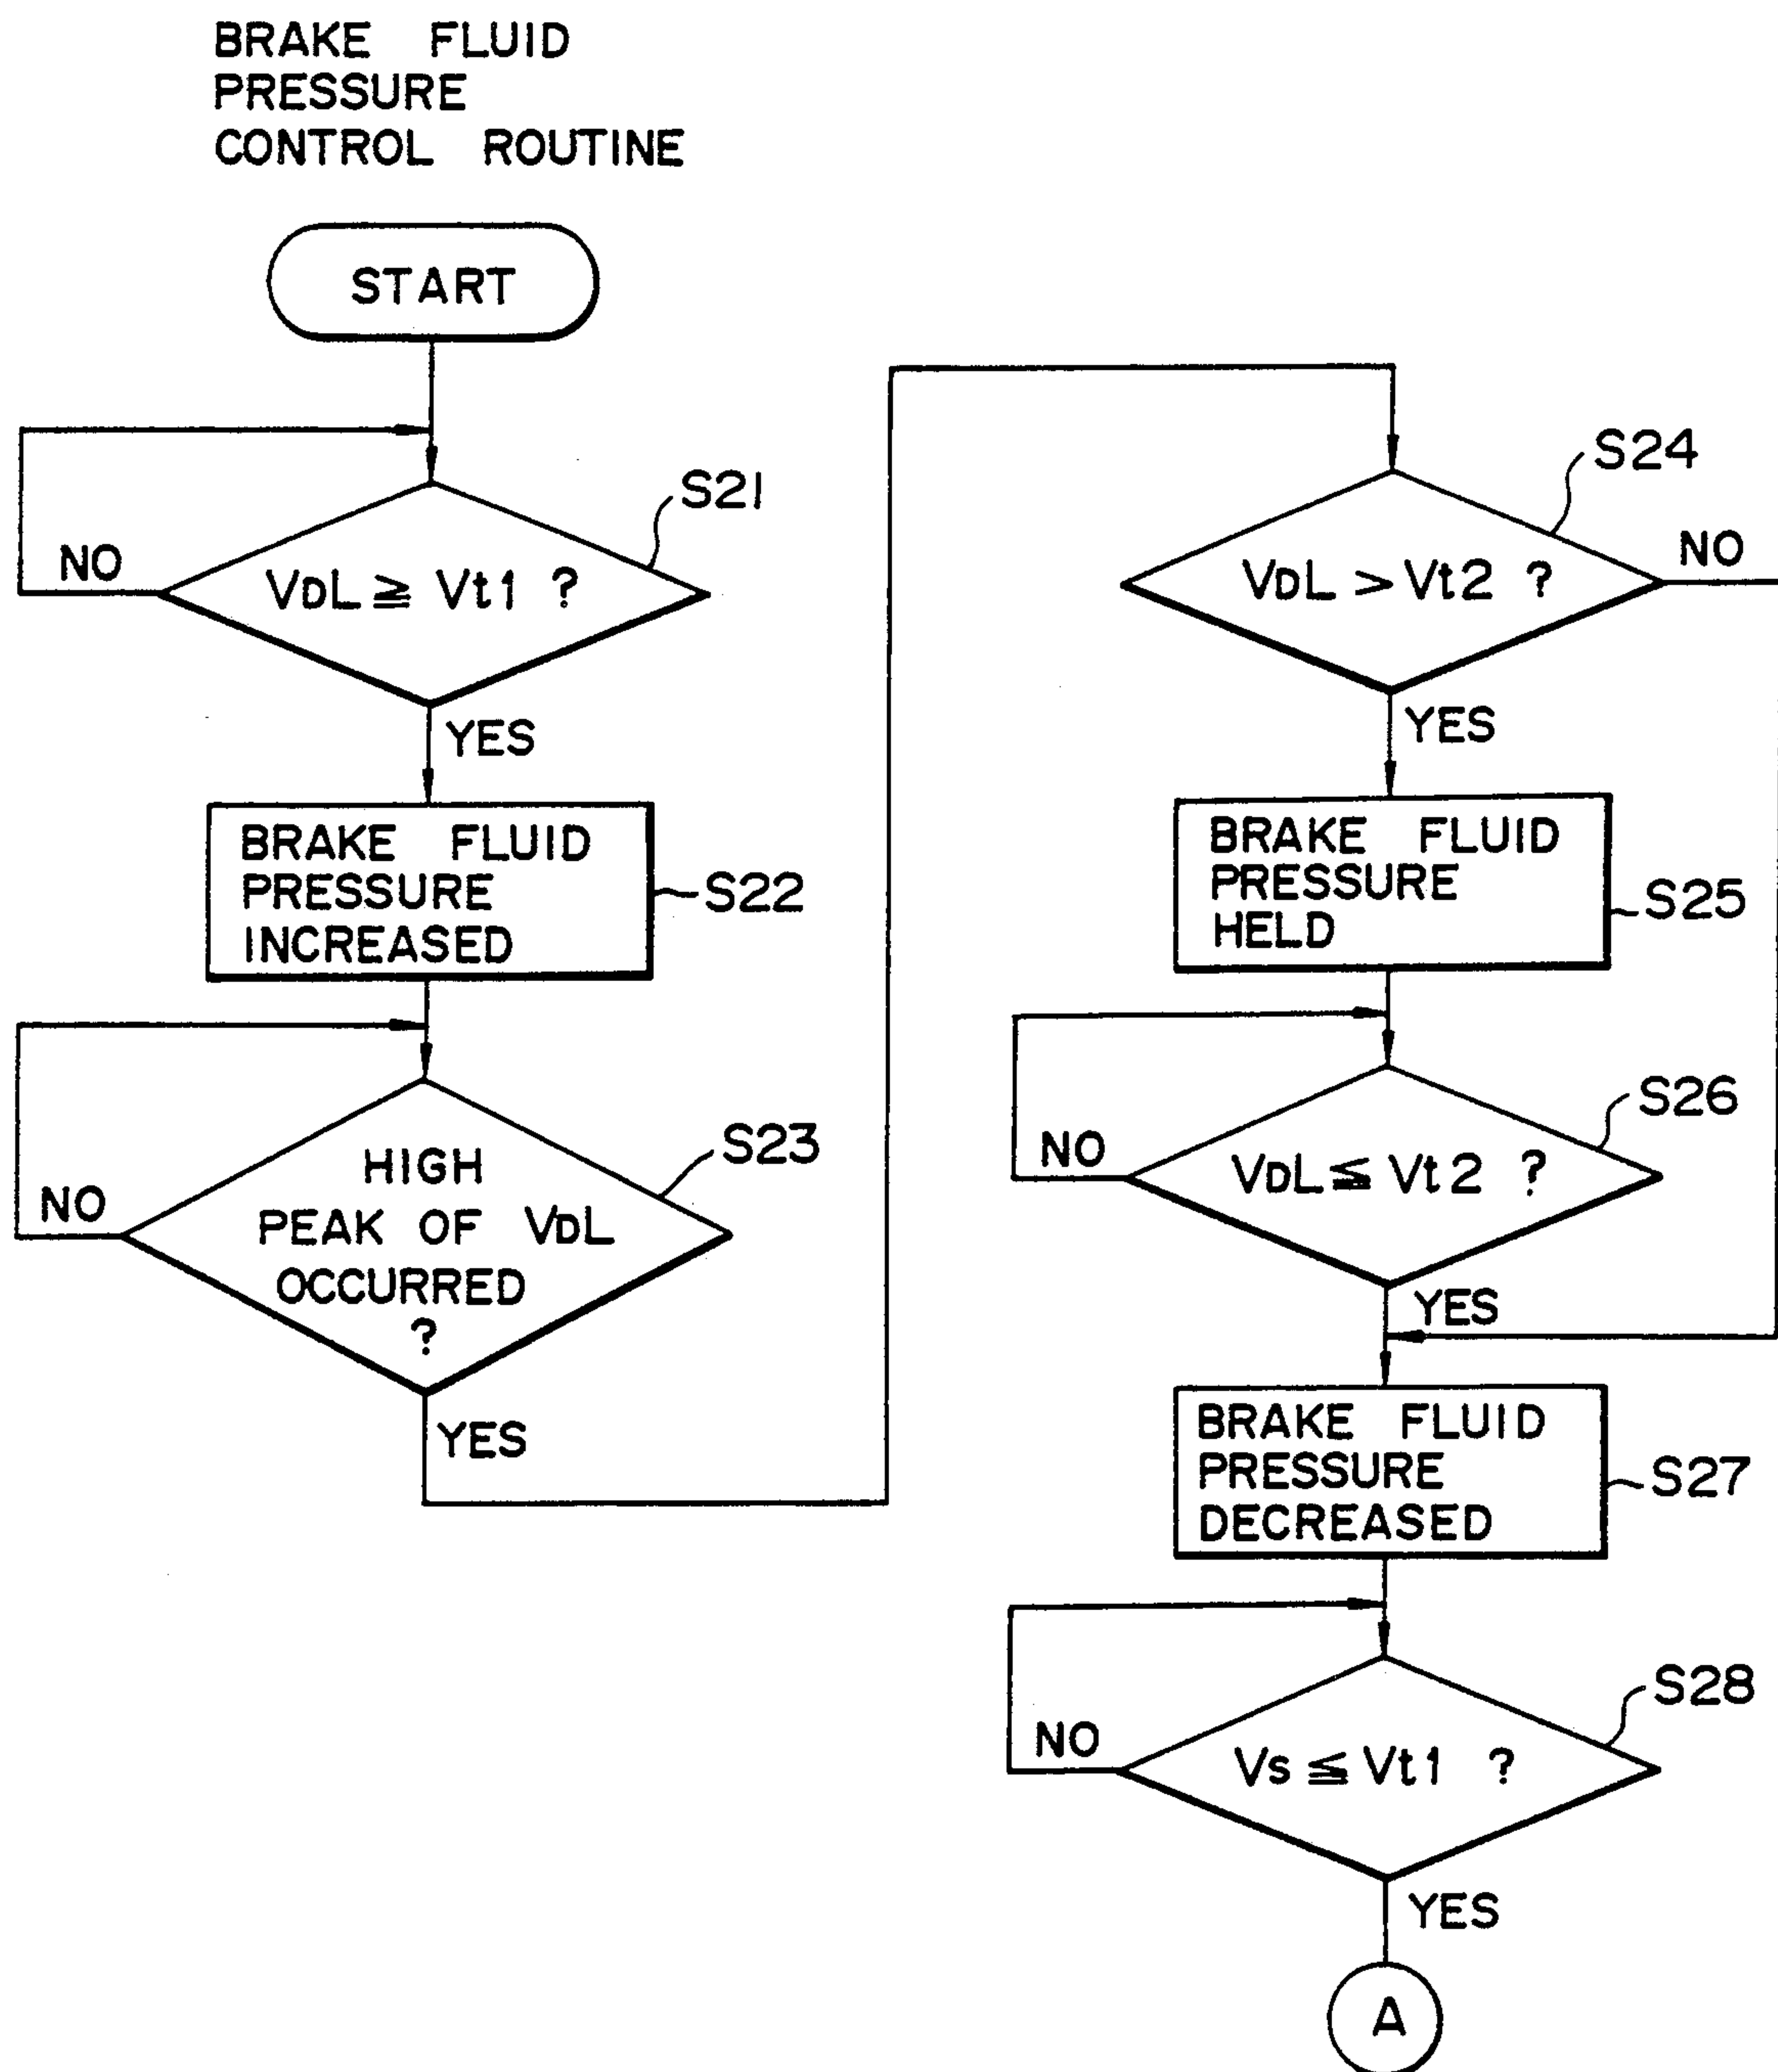 BRAKE FLUID
PRESSURE
CONTROL ROUTINE
START
S21
NO
VDL ≧ Vt1 ?
YES
BRAKE FLUID
PRESSURE
INCREASED
S22
S23
NO
HIGH
PEAK OF VDL
OCCURRED
?
YES
S24
NO
VDL > Vt2 ?
YES
BRAKE FLUID
PRESSURE
HELD
S25
S26
NO
VDL ≦ Vt2 ?
YES
BRAKE FLUID
PRESSURE
DECREASED
S27
S28
NO
Vs ≦ Vt1 ?
YES
A